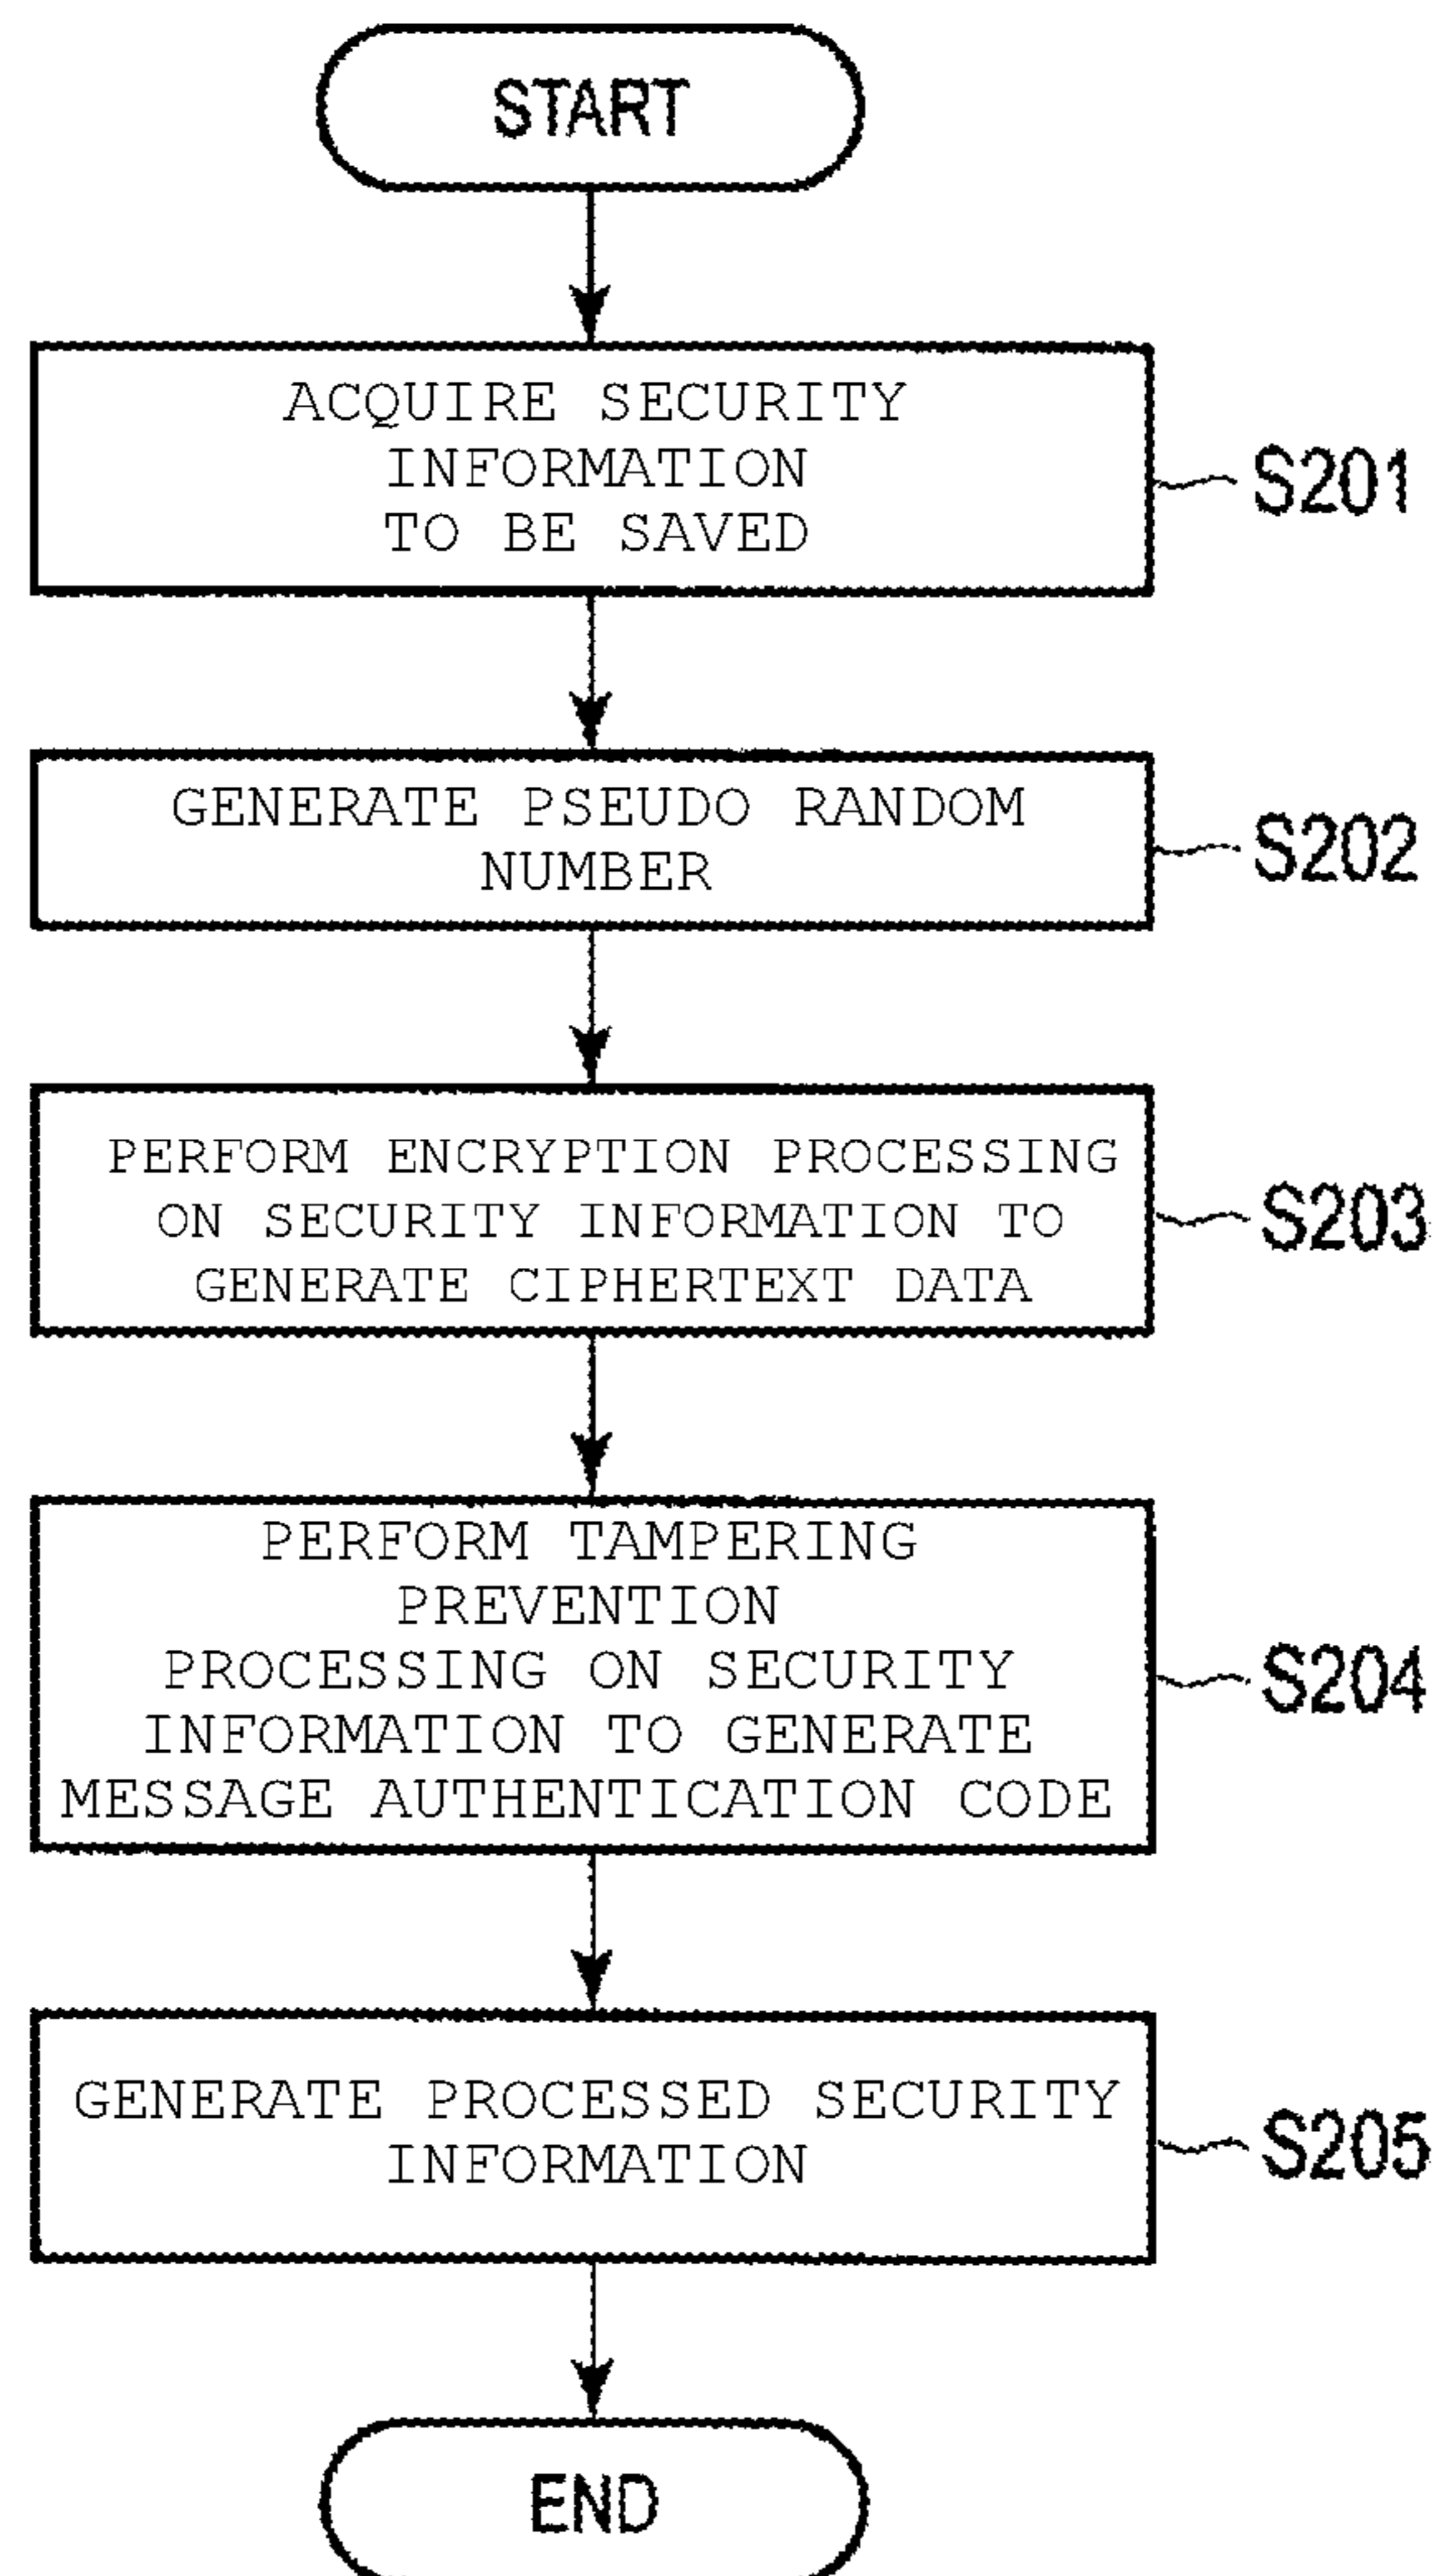 START
ACQUIRE SECURITY
INFORMATION
TO BE SAVED
S201
GENERATE PSEUDO RANDOM
NUMBER
S202
PERFORM ENCRYPTION PROCESSING
ON SECURITY INFORMATION TO
GENERATE CIPHERTEXT DATA
S203
PERFORM TAMPERING
PREVENTION
PROCESSING ON SECURITY
INFORMATION TO GENERATE
MESSAGE AUTHENTICATION CODE
S204
GENERATE PROCESSED SECURITY
INFORMATION
S205
END